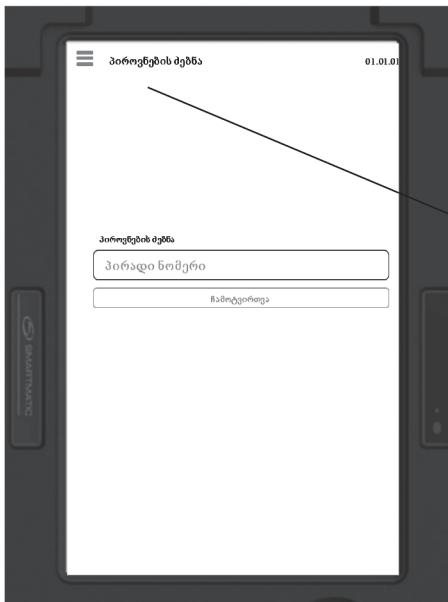 პიროვნების ძებნა 01.01.01
პიროვნების ძებნა
პირადი ნომერი
ჩამოტვირთვა
SMARTMATIC